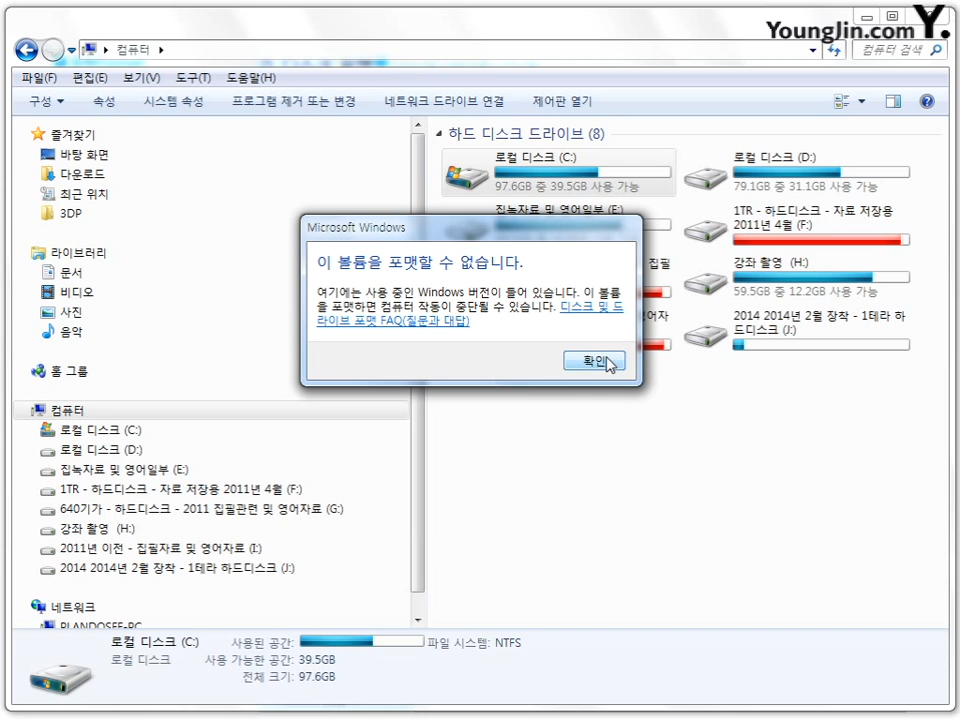 Younglin.com Y.
컴퓨터
컴퓨터 검색
파일(F) 편집(E) 보기(V) 도구(T) 도움말(H)
구성 속성 시스템 속성 프로그램 제거 또는 변경 네트워크 드라이브 연결 제어판 열기
즐겨찾기
바탕 화면
다운로드
최근 위치
3DP
라이브러리
문서
비디오
사진
음악
홈 그룹
컴퓨터
로컬 디스크 (C:)
로컬 디스크 (D:)
집녹자료 및 영어일부 (E:)
1TR - 하드디스크 - 자료 저장용 2011년 4월 (F:)
640기가 - 하드디스크 - 2011 집필관련 및 영어자료 (G:)
강좌 촬영 (H:)
2011년 이전 - 집필자료 및 영어자료 (I:)
2014 2014년 2월 장착 - 1테라 하드디스크 (J:)
네트워크
PLANDOSEE-PC
하드 디스크 드라이브 (8)
로컬 디스크 (C:)
97.6GB 중 39.5GB 사용 가능
로컬 디스크 (D:)
79.1GB 중 31.1GB 사용 가능
집녹자료 및 영어일부 (E:)
1TR - 하드디스크 - 자료 저장용
2011년 4월 (F:)
집필
강좌 촬영 (H:)
59.5GB 중 12.2GB 사용 가능
어자
2014 2014년 2월 장착 - 1테라 하
드디스크 (J:)
Microsoft Windows
이 볼륨을 포맷할 수 없습니다.
여기에는 사용 중인 Windows 버전이 들어 있습니다. 이 볼륨
을 포맷하면 컴퓨터 작동이 중단될 수 있습니다. 디스크 및 드
라이브 포맷 FAQ(질문과 대답)
확인
로컬 디스크 (C:) 사용된 공간: 파일 시스템: NTFS
로컬 디스크 사용 가능한 공간: 39.5GB
전체 크기: 97.6GB